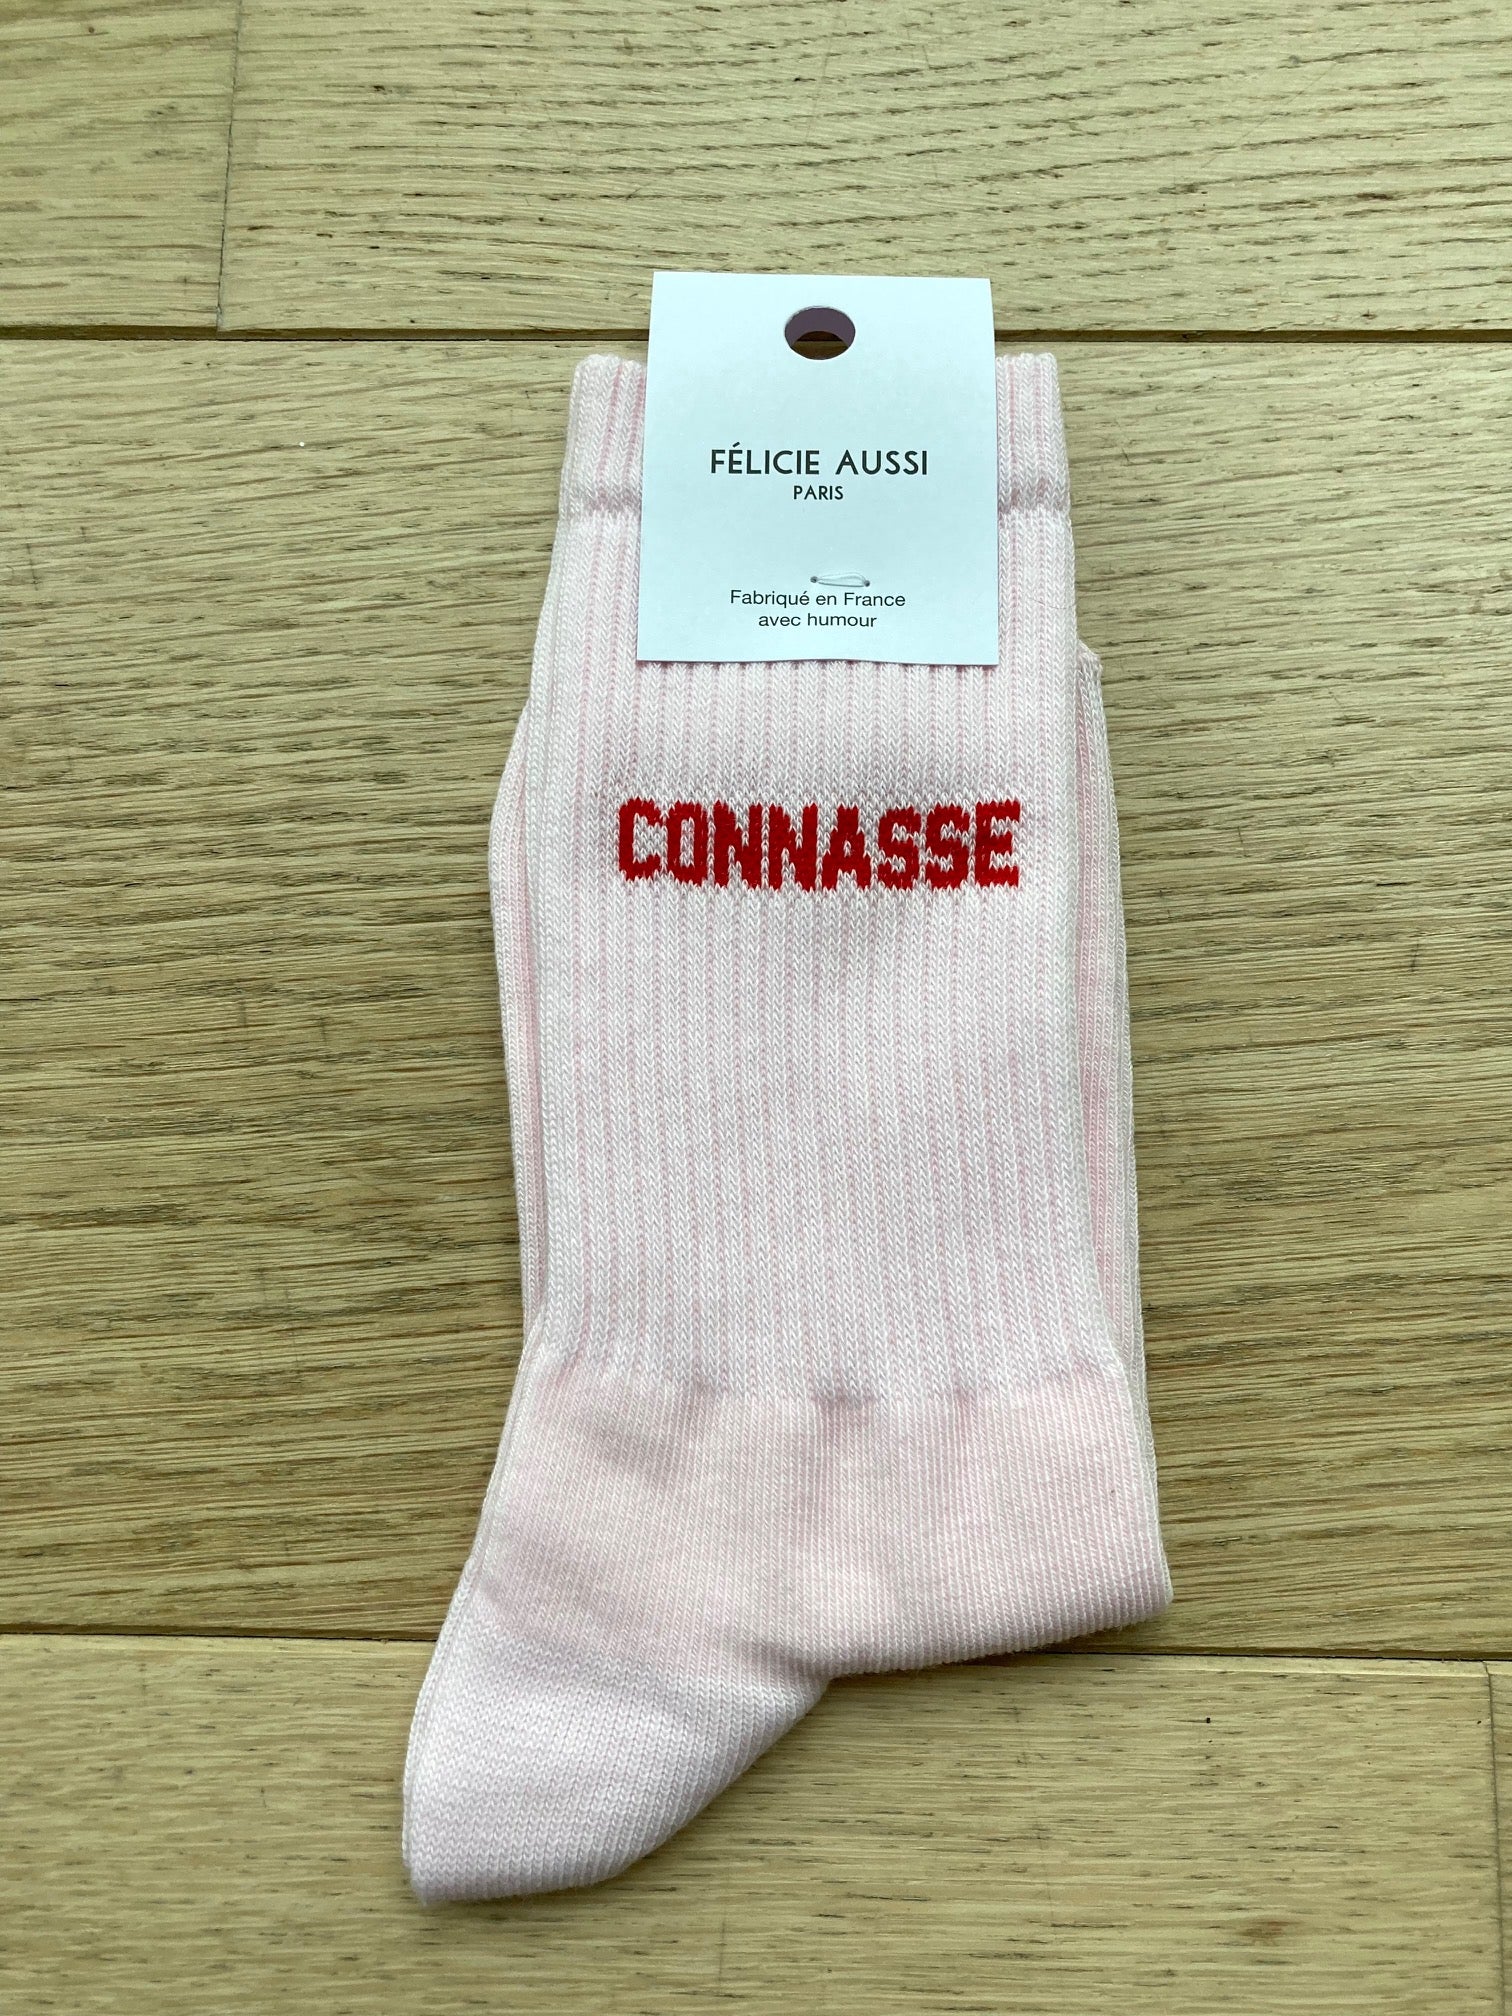 FÉLICIE AUSSI
PARIS
Fabriqué en France
avec humour
CONNASSE